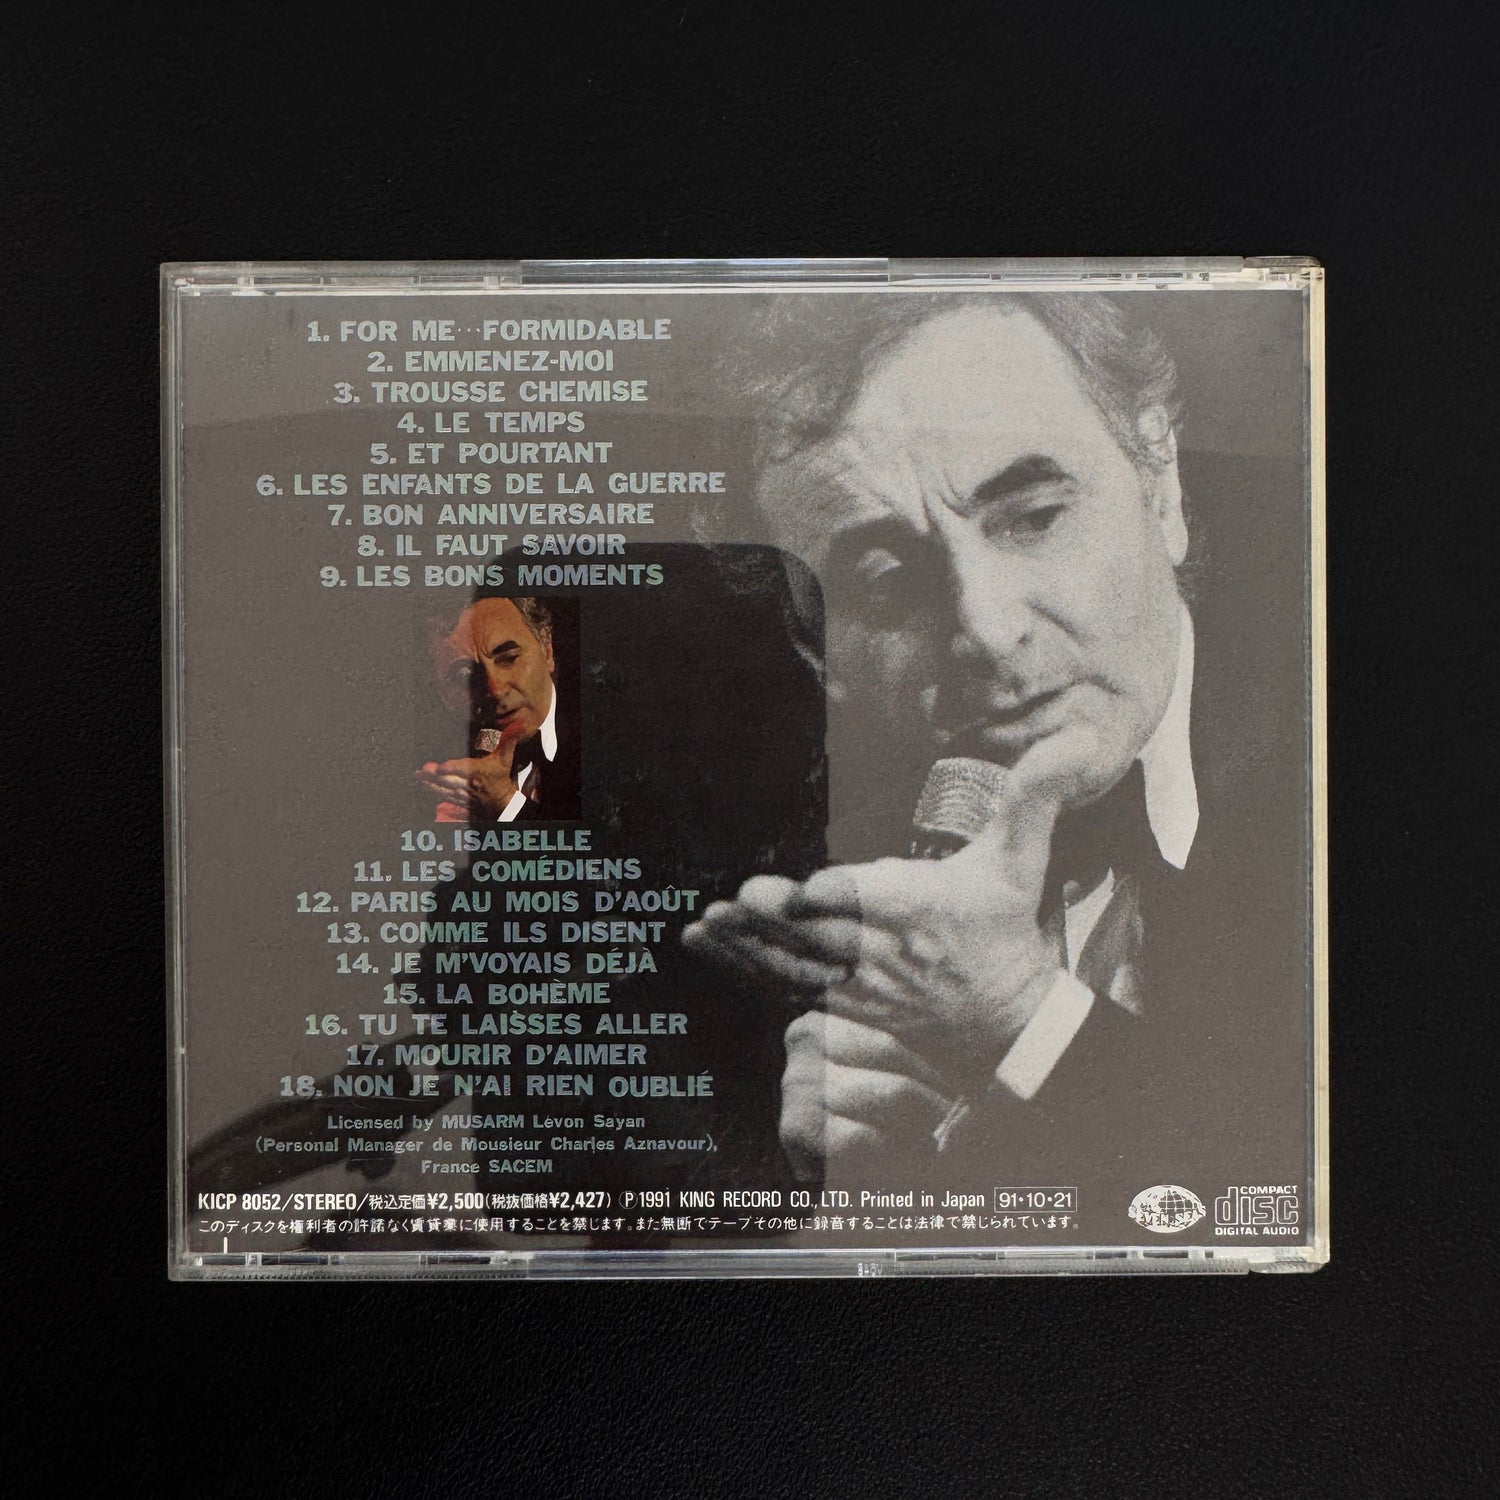 1. FOR ME…FORMIDABLE
2. EMMENEZ-MOI
3. TROUSSE CHEMISE
4. LE TEMPS
5. ET POURTANT
6. LES ENFANTS DE LA GUERRE
7. BON ANNIVERSAIRE
8. IL FAUT SAVOIR
9. LES BONS MOMENTS
10. ISABELLE
11. LES COMÉDIENS
12. PARIS AU MOIS D'AOÛT
13. COMME ILS DISENT
14. JE M'VOYAIS DÉJÀ
15. LA BOHÈME
16. TU TE LAISSES ALLER
17. MOURIR D'AIMER
18. NON JE N'AI RIEN OUBLIÉ
Licensed by MUSARM Levon Sayan
(Personal Manager de Mousieur Charles Aznavour),
France SACEM
KICP 8052/STEREO/税込定価¥2,500(税抜価格¥2,427) Ⓟ1991 KING RECORD CO., LTD. Printed in Japan 91・10・21
このディスクを権利者の許諾なく賃貸業に使用することを禁じます。また無断でテープその他に録音することは法律で禁じられています。
COMPACT
disc
DIGITAL AUDIO